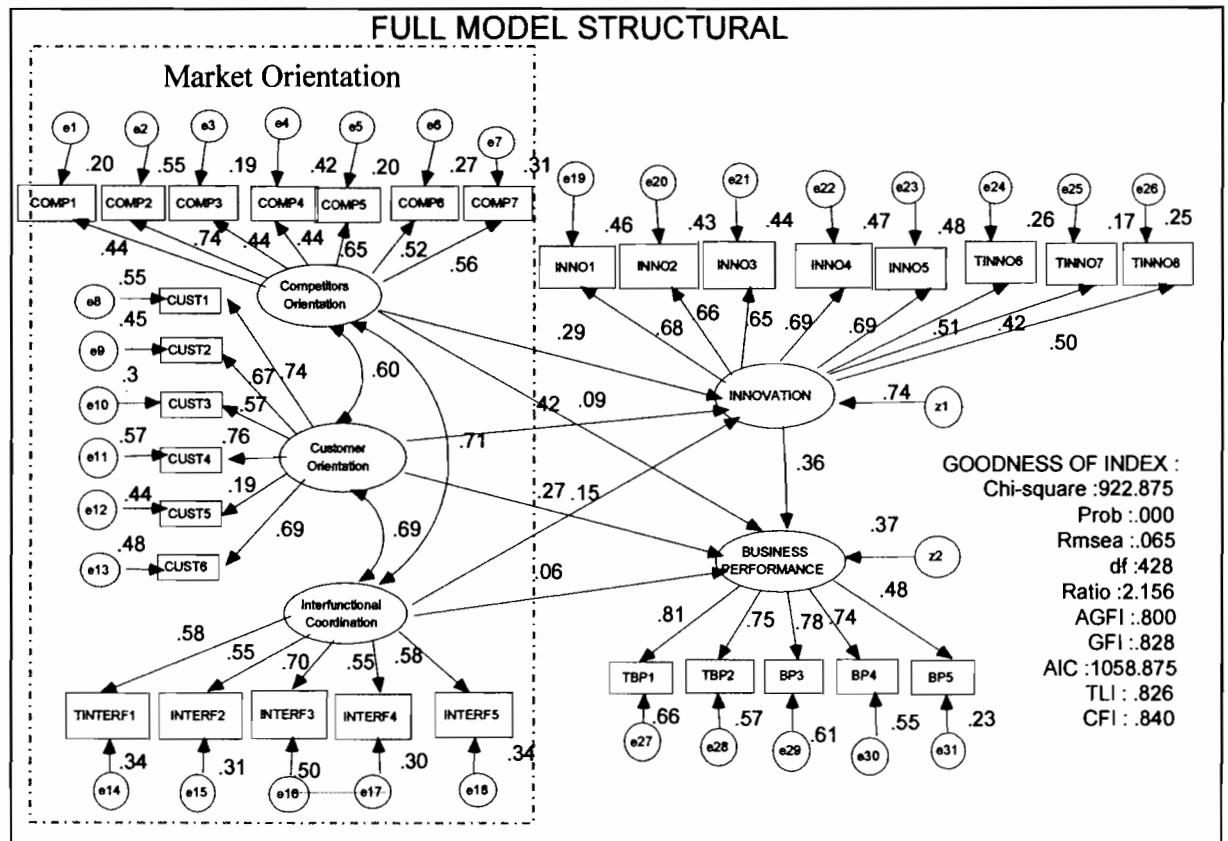 FULL MODEL STRUCTURAL
Market Orientation
e1 e2 e3 e4 e5 e6 e7
.20 .55 .19 .42 .20 .27 .31
COMP1 COMP2 COMP3 COMP4 COMP5 COMP6 COMP7
.44 .74 .44 .44 .65 .52 .56
Competitors
Orientation
e8 .55 CUST1
e9 .45 CUST2
e10 .3 CUST3
e11 .57 CUST4
e12 .44 CUST5
e13 .48 CUST6
.74
.67
.57
.76
.19
.69
Customer
Orientation
.60
.71
.69
Interfunctional
Coordination
.58 .55 .70 .55 .58
TINTERF1 INTERF2 INTERF3 INTERF4 INTERF5
.34 .31 .50 .30 .34
e14 e15 e16 e17 e18
e19 e20 e21 e22 e23 e24 e25 e26
.46 .43 .44 .47 .48 .26 .17 .25
INNO1 INNO2 INNO3 INNO4 INNO5 TINNO6 TINNO7 TINNO8
.68 .66 .65 .69 .69 .51 .42 .50
.29
.42 .09
.27 .15
.06
INNOVATION
.74 z1
.36
BUSINESS
PERFORMANCE
.37
z2
.81 .75 .78 .74 .48
TBP1 TBP2 BP3 BP4 BP5
.66 .57 .61 .55 .23
e27 e28 e29 e30 e31
GOODNESS OF INDEX :
Chi-square :922.875
Prob :.000
Rmsea :.065
df :428
Ratio :2.156
AGFI :.800
GFI :.828
AIC :1058.875
TLI : .826
CFI : .840